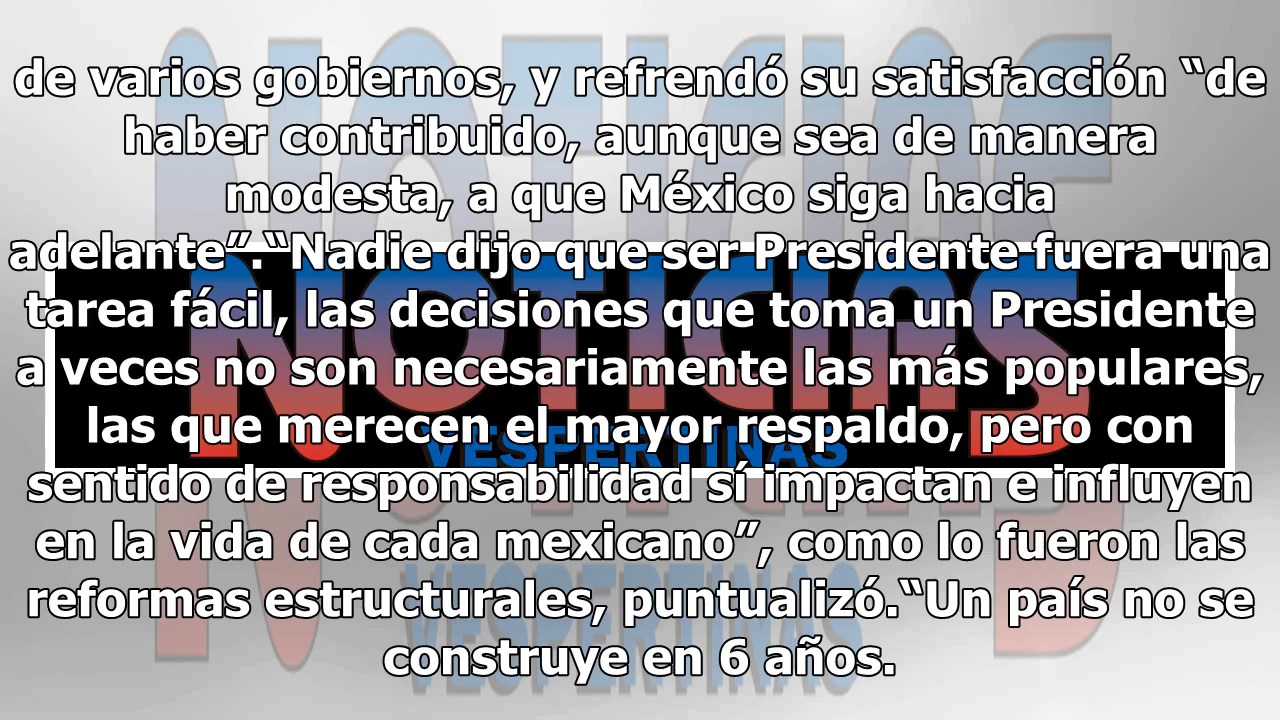 de varios gobiernos, y refrendó su satisfacción “de
haber contribuido, aunque sea de manera
modesta, a que México siga hacia
adelante”.“Nadie dijo que ser Presidente fuera una
tarea fácil, las decisiones que toma un Presidente
a veces no son necesariamente las más populares,
las que merecen el mayor respaldo, pero con
sentido de responsabilidad sí impactan e influyen
en la vida de cada mexicano”, como lo fueron las
reformas estructurales, puntualizó.“Un país no se
construye en 6 años.
NOTICIAS
VESPERTINAS
NOTICIAS
VESPERTINAS